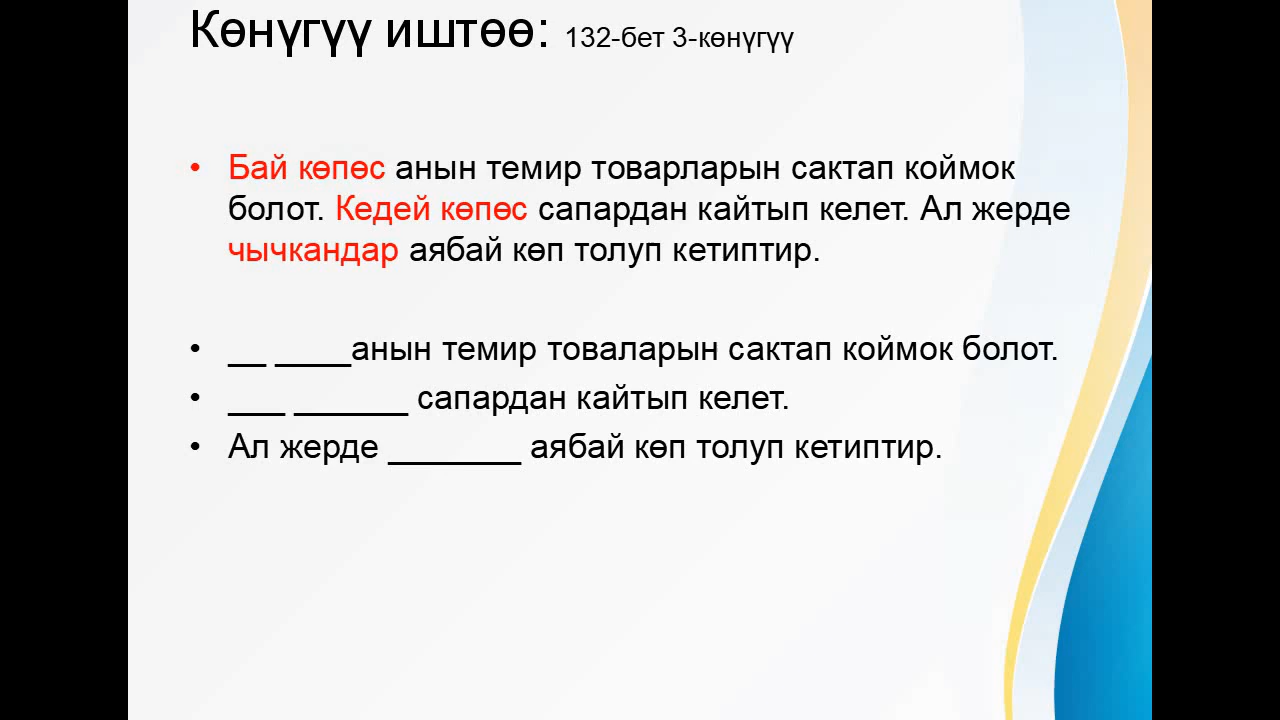 Көнүгүү иштөө: 132-бет 3-көнүгүү
• Бай көпөс анын темир товарларын сактап коймок
болот. Кедей көпөс сапардан кайтып келет. Ал жерде
чычкандар аябай көп толуп кетиптир.
• __ ____анын темир товаларын сактап коймок болот.
• ___ ______ сапардан кайтып келет.
• Ал жерде _______ аябай көп толуп кетиптир.